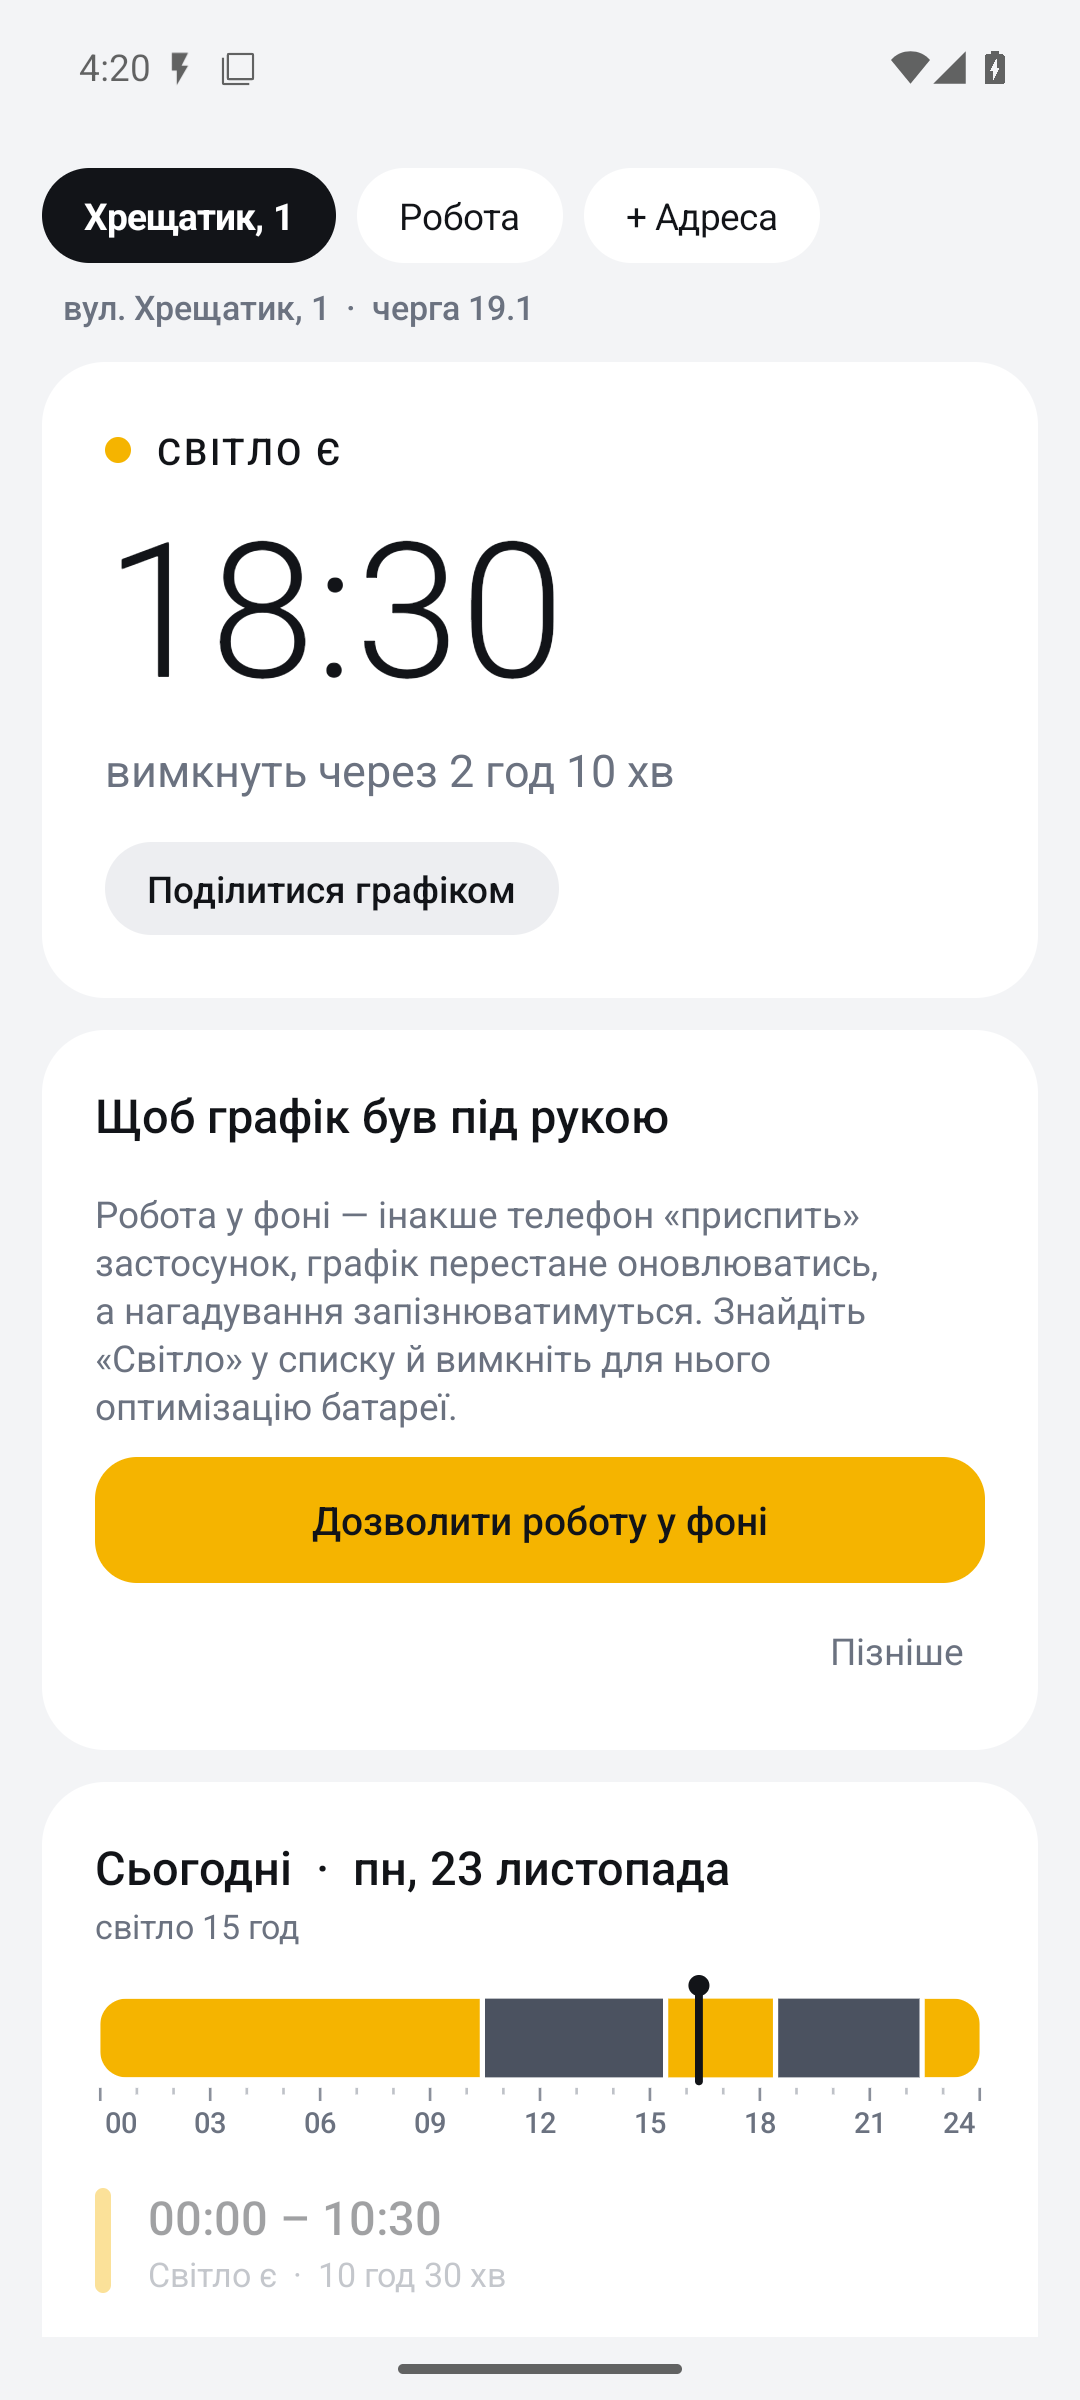 4:20
Хрещатик, 1
Робота
+ Адреса
вул. Хрещатик, 1 · черга 19.1
СВІТЛО Є
18:30
вимкнуть через 2 год 10 хв
Поділитися графіком
Щоб графік був під рукою
Робота у фоні — інакше телефон «приспить»
застосунок, графік перестане оновлюватись,
а нагадування запізнюватимуться. Знайдіть
«Світло» у списку й вимкніть для нього
оптимізацію батареї.
Дозволити роботу у фоні
Пізніше
Сьогодні · пн, 23 листопада
світло 15 год
00 03 06 09 12 15 18 21 24
00:00 – 10:30
Світло є · 10 год 30 хв